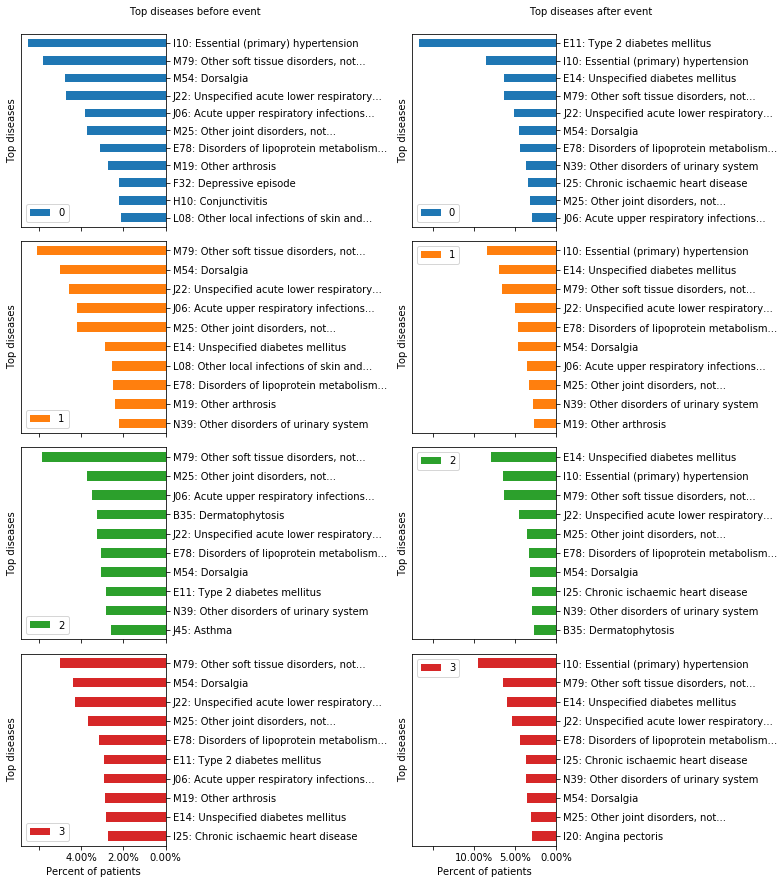 Top diseases before event
Top diseases
I10: Essential (primary) hypertension
M79: Other soft tissue disorders, not...
M54: Dorsalgia
J22: Unspecified acute lower respiratory...
J06: Acute upper respiratory infections...
M25: Other joint disorders, not...
E78: Disorders of lipoprotein metabolism...
M19: Other arthrosis
F32: Depressive episode
H10: Conjunctivitis
L08: Other local infections of skin and...
0
Top diseases
M79: Other soft tissue disorders, not...
M54: Dorsalgia
J22: Unspecified acute lower respiratory...
J06: Acute upper respiratory infections...
M25: Other joint disorders, not...
E14: Unspecified diabetes mellitus
L08: Other local infections of skin and...
E78: Disorders of lipoprotein metabolism...
M19: Other arthrosis
N39: Other disorders of urinary system
1
Top diseases
M79: Other soft tissue disorders, not...
M25: Other joint disorders, not...
J06: Acute upper respiratory infections...
B35: Dermatophytosis
J22: Unspecified acute lower respiratory...
E78: Disorders of lipoprotein metabolism...
M54: Dorsalgia
E11: Type 2 diabetes mellitus
N39: Other disorders of urinary system
J45: Asthma
2
Top diseases
M79: Other soft tissue disorders, not...
M54: Dorsalgia
J22: Unspecified acute lower respiratory...
M25: Other joint disorders, not...
E78: Disorders of lipoprotein metabolism...
E11: Type 2 diabetes mellitus
J06: Acute upper respiratory infections...
M19: Other arthrosis
E14: Unspecified diabetes mellitus
I25: Chronic ischaemic heart disease
3
4.00% 2.00% 0.00%
Percent of patients
Top diseases after event
Top diseases
E11: Type 2 diabetes mellitus
I10: Essential (primary) hypertension
E14: Unspecified diabetes mellitus
M79: Other soft tissue disorders, not...
J22: Unspecified acute lower respiratory...
M54: Dorsalgia
E78: Disorders of lipoprotein metabolism...
N39: Other disorders of urinary system
I25: Chronic ischaemic heart disease
M25: Other joint disorders, not...
J06: Acute upper respiratory infections...
0
Top diseases
1
I10: Essential (primary) hypertension
E14: Unspecified diabetes mellitus
M79: Other soft tissue disorders, not...
J22: Unspecified acute lower respiratory...
E78: Disorders of lipoprotein metabolism...
M54: Dorsalgia
J06: Acute upper respiratory infections...
M25: Other joint disorders, not...
N39: Other disorders of urinary system
M19: Other arthrosis
Top diseases
2
E14: Unspecified diabetes mellitus
I10: Essential (primary) hypertension
M79: Other soft tissue disorders, not...
J22: Unspecified acute lower respiratory...
M25: Other joint disorders, not...
E78: Disorders of lipoprotein metabolism...
M54: Dorsalgia
I25: Chronic ischaemic heart disease
N39: Other disorders of urinary system
B35: Dermatophytosis
Top diseases
3
I10: Essential (primary) hypertension
M79: Other soft tissue disorders, not...
E14: Unspecified diabetes mellitus
J22: Unspecified acute lower respiratory...
E78: Disorders of lipoprotein metabolism...
I25: Chronic ischaemic heart disease
N39: Other disorders of urinary system
M54: Dorsalgia
M25: Other joint disorders, not...
I20: Angina pectoris
10.00% 5.00% 0.00%
Percent of patients